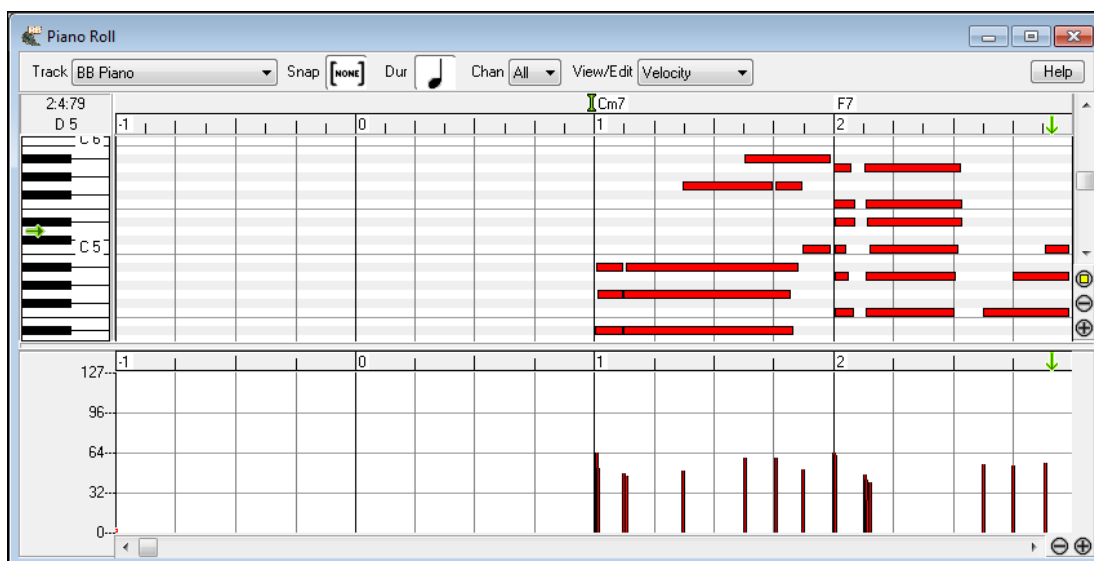 Piano Roll
Track BB Piano Snap [NONE] Dur Chan All View/Edit Velocity Help
2:4:79 Cm7 F7
D 5 -1 0 1 2
C 6
C 5
-1 0 1 2
127
96
64
32
0